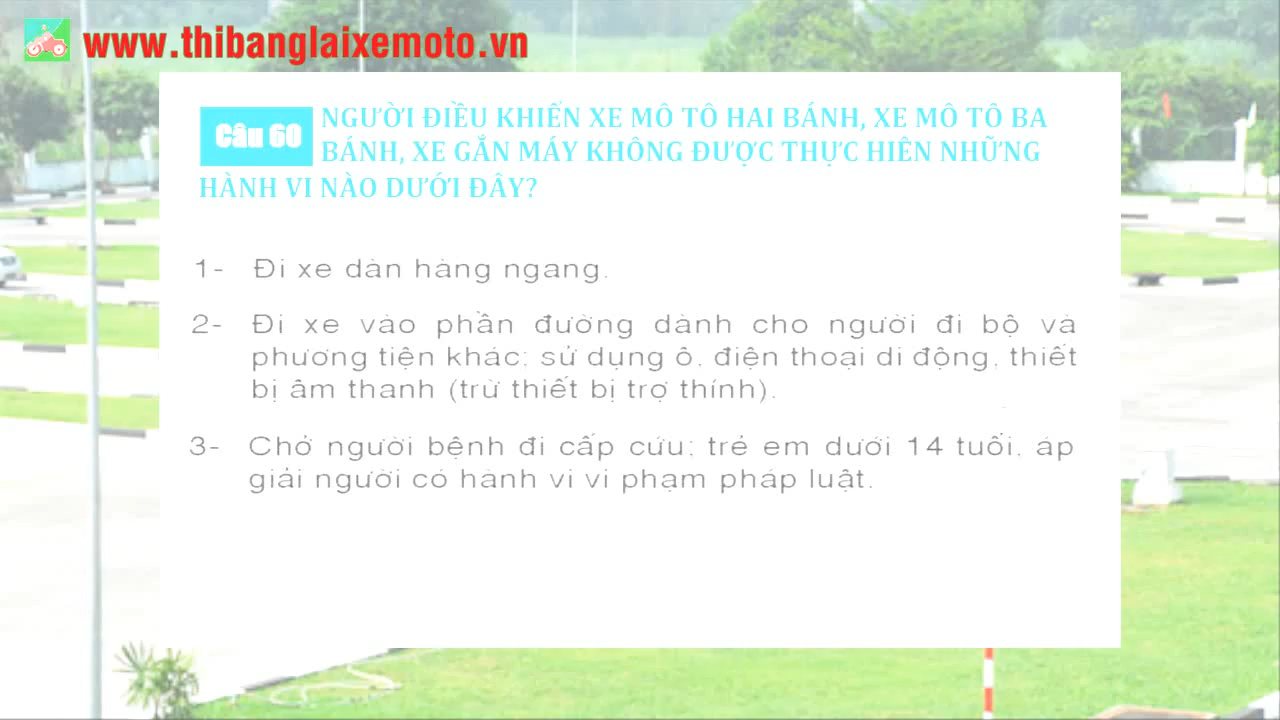 www.thibanglaixemoto.vn
Câu 60 NGƯỜI ĐIỀU KHIỂN XE MÔ TÔ HAI BÁNH, XE MÔ TÔ BA
BÁNH, XE GẮN MÁY KHÔNG ĐƯỢC THỰC HIÊN NHỮNG
HÀNH VI NÀO DƯỚI ĐÂY?
1- Đi xe dàn hàng ngang.
2- Đi xe vào phần đường dành cho người đi bộ và
phương tiện khác; sử dụng ô, điện thoại di động, thiết
bị âm thanh (trừ thiết bị trợ thính).
3- Chở người bệnh đi cấp cứu; trẻ em dưới 14 tuổi, áp
giải người có hành vi vi phạm pháp luật.